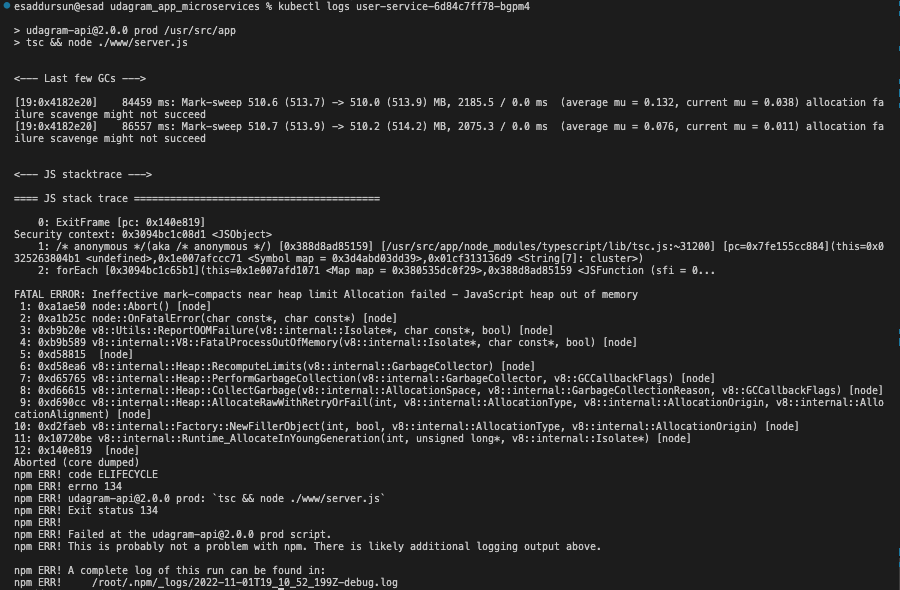 esaddursun@esad udagram_app_microservices % kubectl logs user-service-6d84c7ff78-bgpm4
> udagram-api@2.0.0 prod /usr/src/app
> tsc && node ./www/server.js
<--- Last few GCs --->
[19:0x4182e20]    84459 ms: Mark-sweep 510.6 (513.7) -> 510.0 (513.9) MB, 2185.5 / 0.0 ms  (average mu = 0.132, current mu = 0.038) allocation fa
ilure scavenge might not succeed
[19:0x4182e20]    86557 ms: Mark-sweep 510.7 (513.9) -> 510.2 (514.2) MB, 2075.3 / 0.0 ms  (average mu = 0.076, current mu = 0.011) allocation fa
ilure scavenge might not succeed
<--- JS stacktrace --->
==== JS stack trace =========================================
    0: ExitFrame [pc: 0x140e819]
Security context: 0x3094bc1c08d1 <JSObject>
    1: /* anonymous */(aka /* anonymous */) [0x388d8ad85159] [/usr/src/app/node_modules/typescript/lib/tsc.js:~31200] [pc=0x7fe155cc884](this=0x0
325263804b1 <undefined>,0x1e007afccc71 <Symbol map = 0x3d4abd03dd39>,0x01cf313136d9 <String[7]: cluster>)
    2: forEach [0x3094bc1c65b1](this=0x1e007afd1071 <Map map = 0x380535dc0f29>,0x388d8ad85159 <JSFunction (sfi = 0...
FATAL ERROR: Ineffective mark-compacts near heap limit Allocation failed - JavaScript heap out of memory
 1: 0xa1ae50 node::Abort() [node]
 2: 0xa1b25c node::OnFatalError(char const*, char const*) [node]
 3: 0xb9b20e v8::Utils::ReportOOMFailure(v8::internal::Isolate*, char const*, bool) [node]
 4: 0xb9b589 v8::internal::V8::FatalProcessOutOfMemory(v8::internal::Isolate*, char const*, bool) [node]
 5: 0xd58815  [node]
 6: 0xd58ea6 v8::internal::Heap::RecomputeLimits(v8::internal::GarbageCollector) [node]
 7: 0xd65765 v8::internal::Heap::PerformGarbageCollection(v8::internal::GarbageCollector, v8::GCCallbackFlags) [node]
 8: 0xd66615 v8::internal::Heap::CollectGarbage(v8::internal::AllocationSpace, v8::internal::GarbageCollectionReason, v8::GCCallbackFlags) [node]
 9: 0xd690cc v8::internal::Heap::AllocateRawWithRetryOrFail(int, v8::internal::AllocationType, v8::internal::AllocationOrigin, v8::internal::Allo
cationAlignment) [node]
10: 0xd2faeb v8::internal::Factory::NewFillerObject(int, bool, v8::internal::AllocationType, v8::internal::AllocationOrigin) [node]
11: 0x10720be v8::internal::Runtime_AllocateInYoungGeneration(int, unsigned long*, v8::internal::Isolate*) [node]
12: 0x140e819  [node]
Aborted (core dumped)
npm ERR! code ELIFECYCLE
npm ERR! errno 134
npm ERR! udagram-api@2.0.0 prod: `tsc && node ./www/server.js`
npm ERR! Exit status 134
npm ERR!
npm ERR! Failed at the udagram-api@2.0.0 prod script.
npm ERR! This is probably not a problem with npm. There is likely additional logging output above.
npm ERR! A complete log of this run can be found in:
npm ERR!     /root/.npm/_logs/2022-11-01T19_10_52_199Z-debug.log